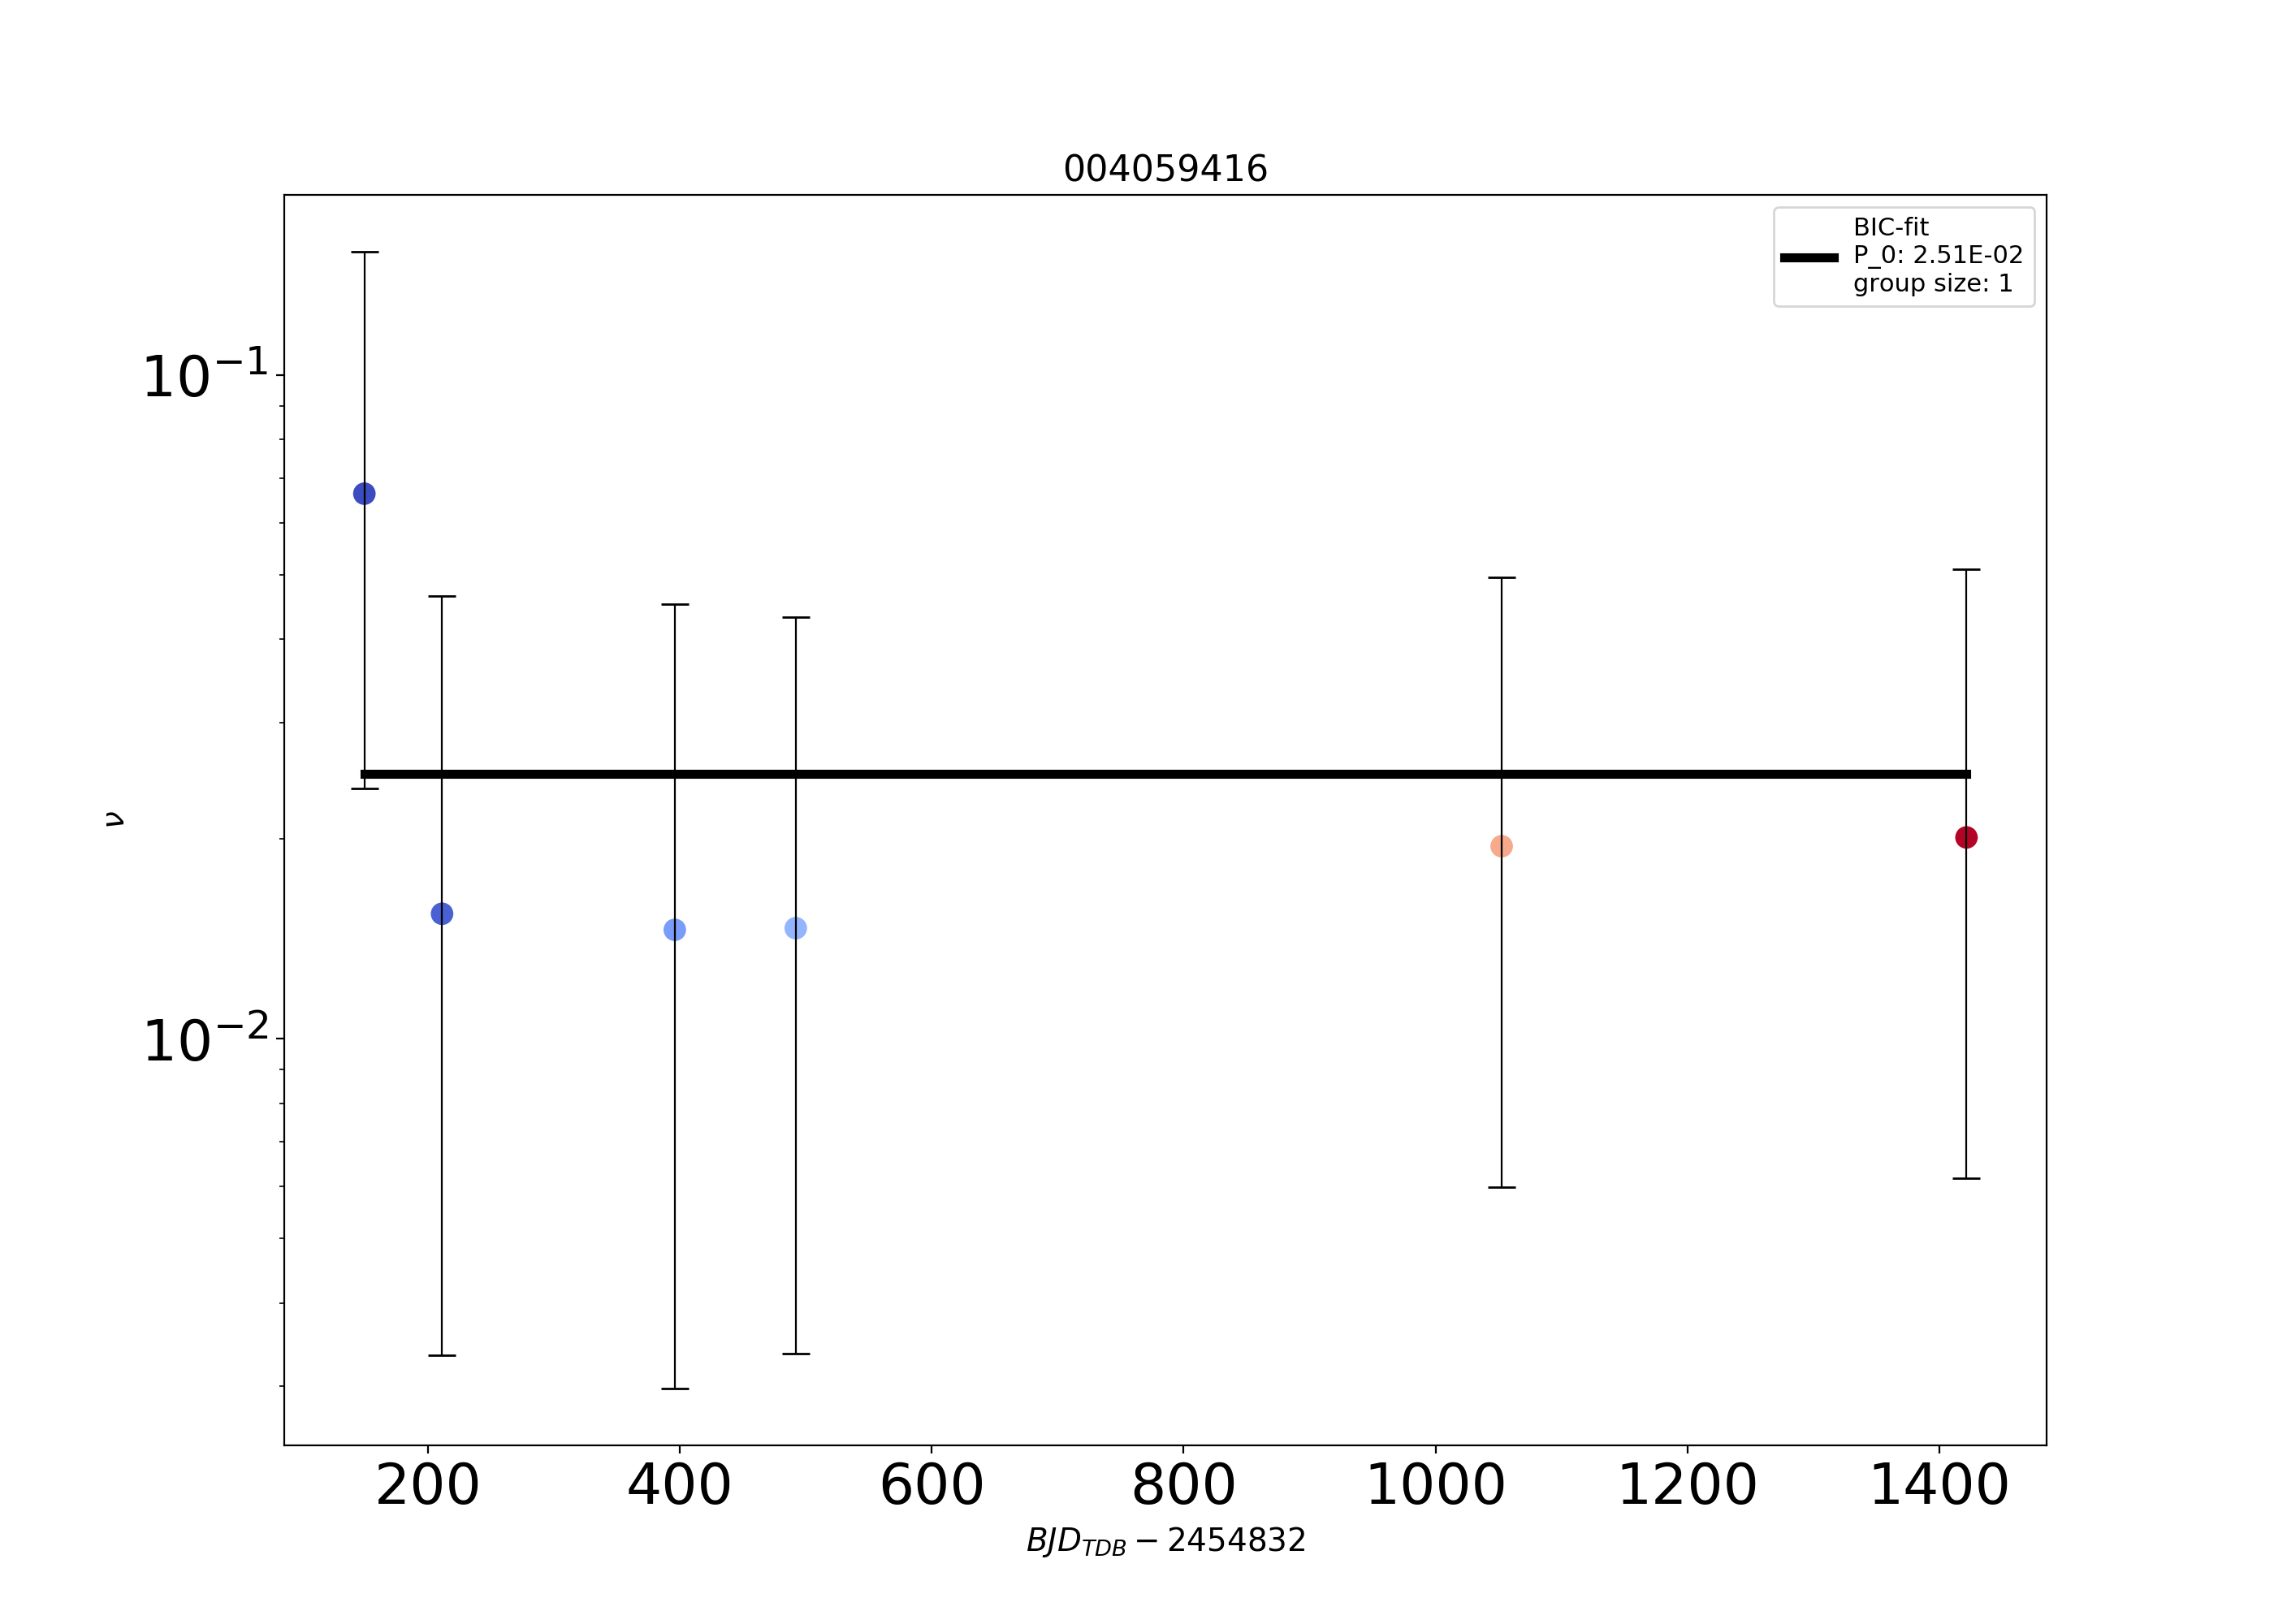 004059416
BIC-fit
P_0: 2.51E-02
group size: 1
10⁻¹
10⁻²
ν
200 400 600 800 1000 1200 1400
BJD_TDB − 2454832